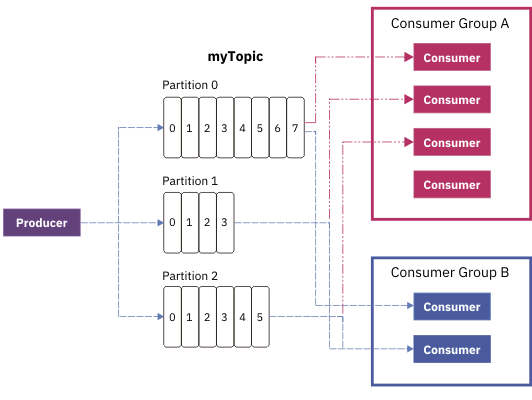 Consumer Group A
Consumer
Consumer
Consumer
Consumer
myTopic
Partition 0
0 1 2 3 4 5 6 7
Partition 1
0 1 2 3
Producer
Partition 2
0 1 2 3 4 5
Consumer Group B
Consumer
Consumer